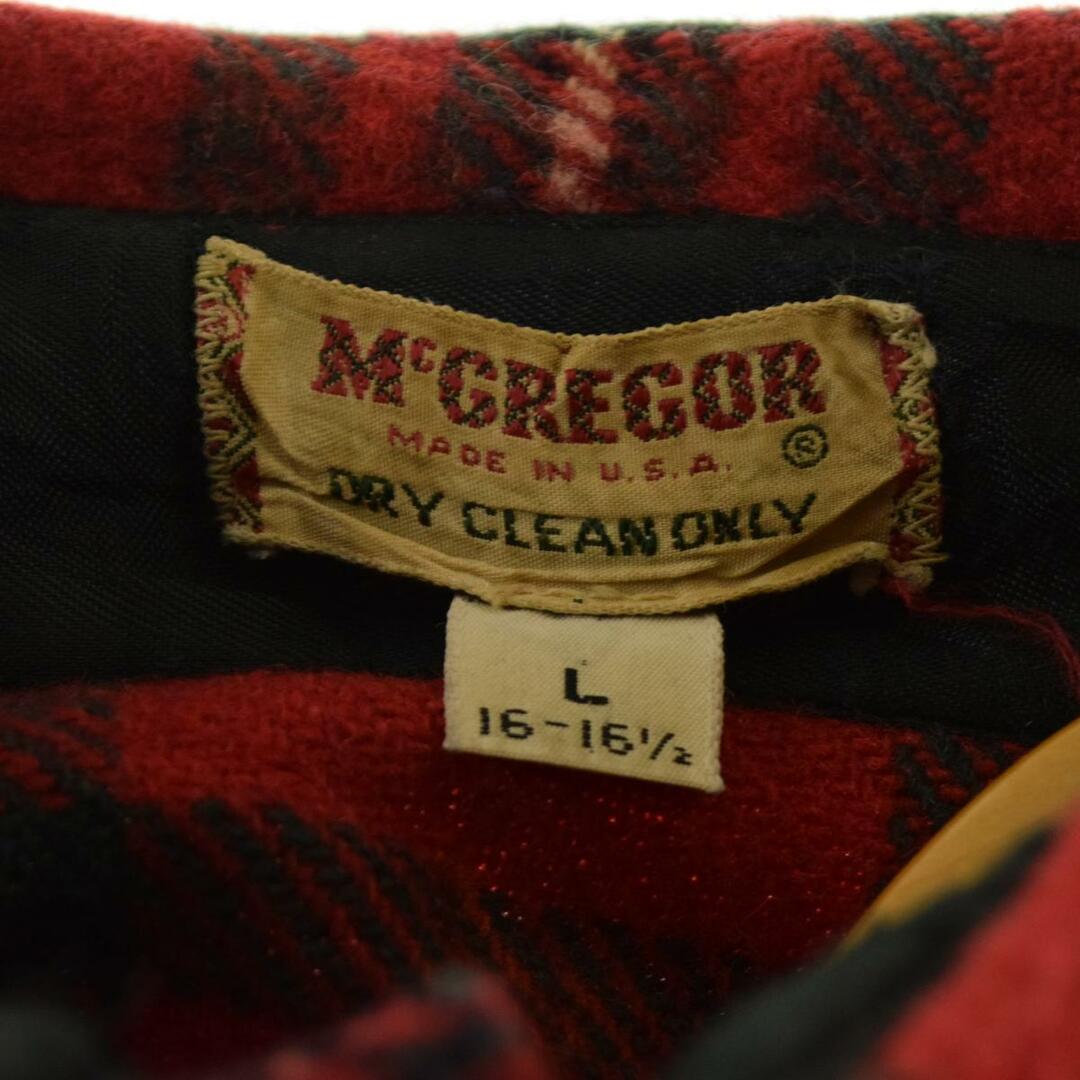 McGREGOR
MADE IN U.S.A. ®
DRY CLEAN ONLY
L
16-16½